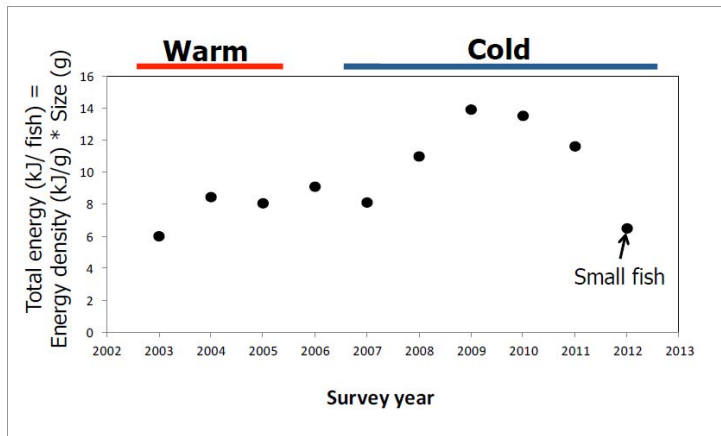 Warm
Cold
Total energy (kJ/ fish) =
Energy density (kJ/g) * Size (g)
16
14
12
10
8
6
4
2
0
Small fish
2002 2003 2004 2005 2006 2007 2008 2009 2010 2011 2012 2013
Survey year